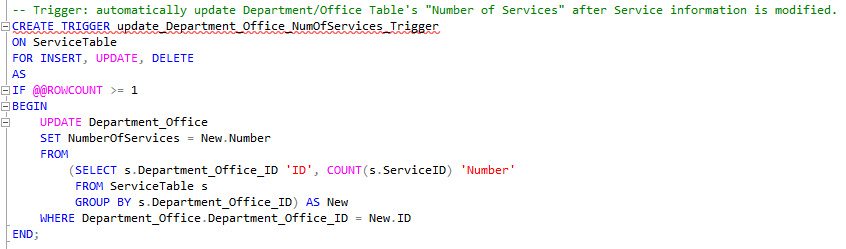 -- Trigger: automatically update Department/Office Table's "Number of Services" after Service information is modified.
CREATE TRIGGER update_Department_Office_NumOfServices_Trigger
ON ServiceTable
FOR INSERT, UPDATE, DELETE
AS
IF @@ROWCOUNT >= 1
BEGIN
    UPDATE Department_Office
    SET NumberOfServices = New.Number
    FROM
        (SELECT s.Department_Office_ID 'ID', COUNT(s.ServiceID) 'Number'
         FROM ServiceTable s
         GROUP BY s.Department_Office_ID) AS New
    WHERE Department_Office.Department_Office_ID = New.ID
END;